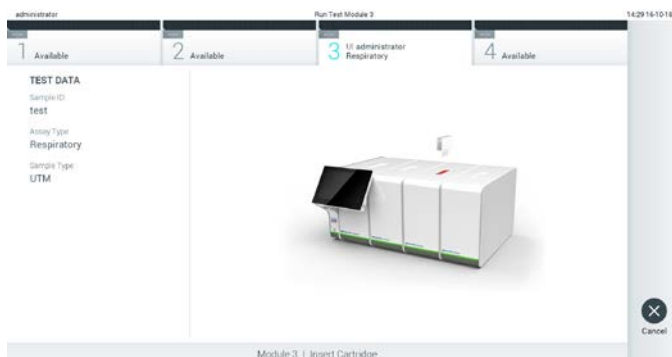 administrator
Run Test Module 3
14:29 16-10-18
1 Available
2 Available
3 UI administrator
Respiratory
4 Available
TEST DATA
Sample ID
test
Assay Type
Respiratory
Sample Type
UTM
Cancel
Module 3 | Insert Cartridge